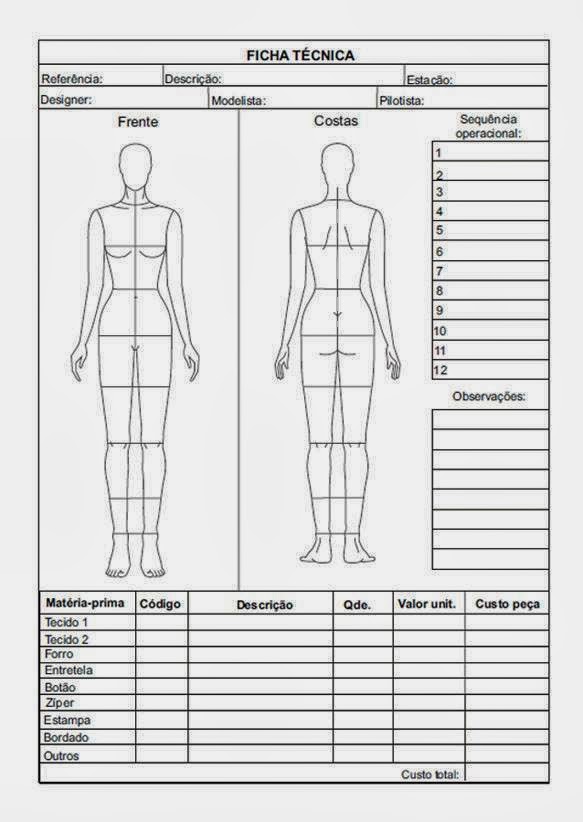 FICHA TÉCNICA
Referência: Descrição: Estação:
Designer: Modelista: Pilotista:
Frente
Costas
Sequência
operacional:
1
2
3
4
5
6
7
8
9
10
11
12
Observações:
Matéria-prima Código Descrição Qde. Valor unit. Custo peça
Tecido 1
Tecido 2
Forro
Entretela
Botão
Zíper
Estampa
Bordado
Outros
Custo total: